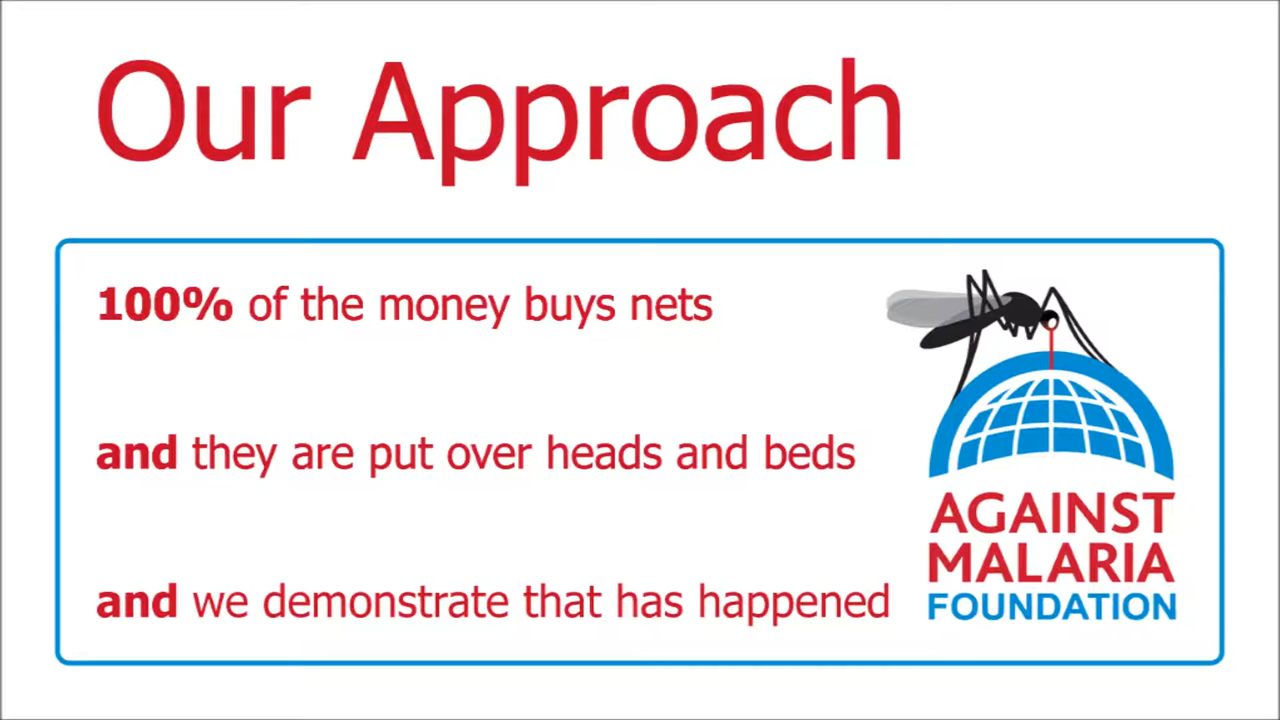 Our Approach
100% of the money buys nets
and they are put over heads and beds
and we demonstrate that has happened
AGAINST
MALARIA
FOUNDATION